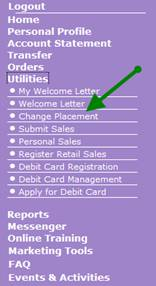 Logout
Home
Personal Profile
Account Statement
Transfer
Orders
Utilities
My Welcome Letter
Welcome Letter
Change Placement
Submit Sales
Personal Sales
Register Retail Sales
Debit Card Registration
Debit Card Management
Apply for Debit Card
Reports
Messenger
Online Training
Marketing Tools
FAQ
Events & Activities